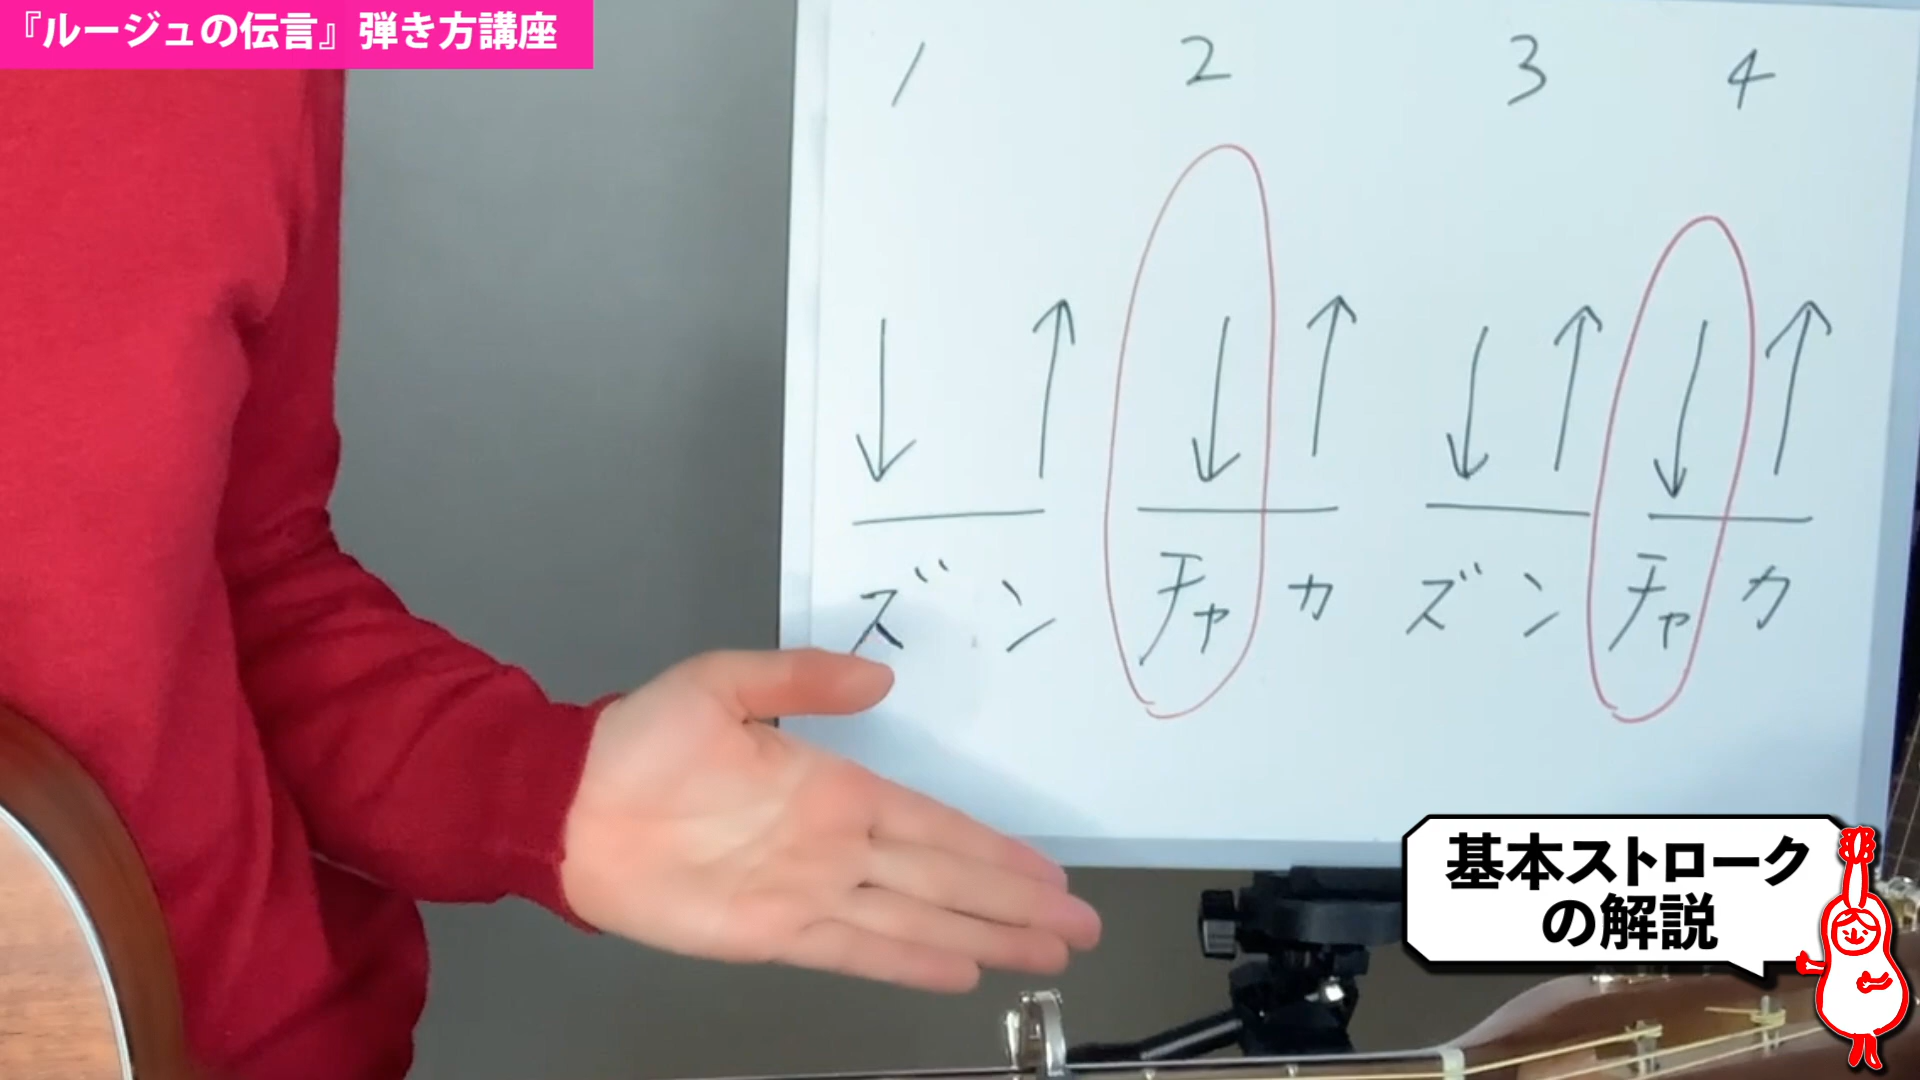 『ルージュの伝言』弾き方講座
1 2 3 4
ズン チャカ ズン チャカ
基本ストローク
の解説